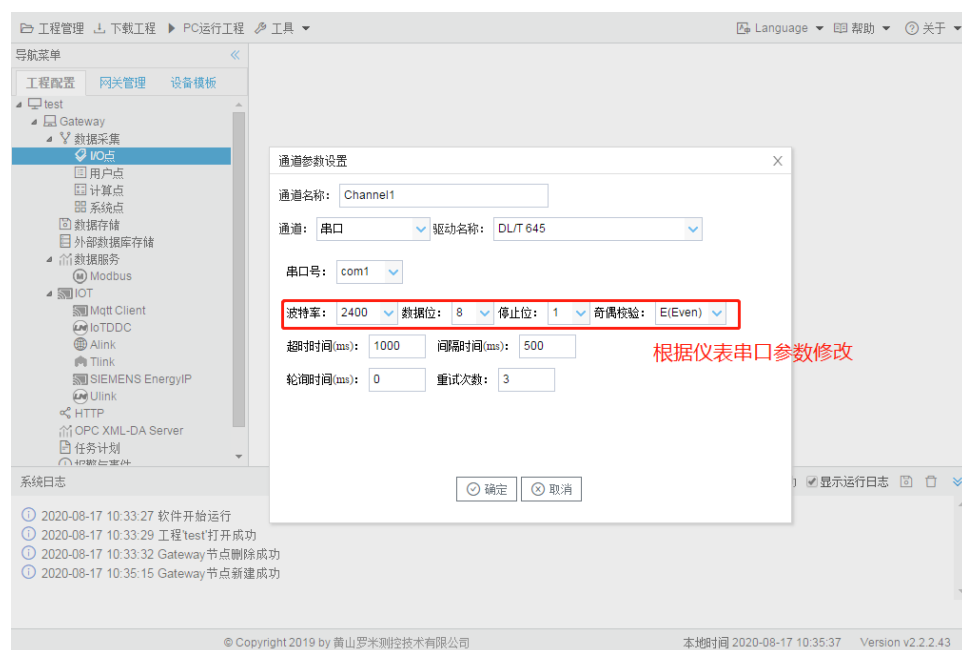 工程管理 下载工程 PC运行工程 工具 Language 帮助 关于
导航菜单
工程配置 网关管理 设备模板
test
Gateway
数据采集
I/O点
用户点
计算点
系统点
数据存储
外部数据库存储
数据服务
Modbus
IOT
Mqtt Client
IoTDDC
Alink
Tlink
SIEMENS EnergyIP
Ulink
HTTP
OPC XML-DA Server
任务计划
报警与事件
通道参数设置
通道名称: Channel1
通道: 串口 驱动名称: DL/T 645
串口号: com1
波特率: 2400 数据位: 8 停止位: 1 奇偶校验: E(Even)
超时时间(ms): 1000 间隔时间(ms): 500
根据仪表串口参数修改
轮询时间(ms): 0 重试次数: 3
确定 取消
系统日志 显示运行日志
2020-08-17 10:33:27 软件开始运行
2020-08-17 10:33:29 工程'test'打开成功
2020-08-17 10:33:32 Gateway节点删除成功
2020-08-17 10:35:15 Gateway节点新建成功
© Copyright 2019 by 黄山罗米测控技术有限公司 本地时间 2020-08-17 10:35:37 Version v2.2.2.43